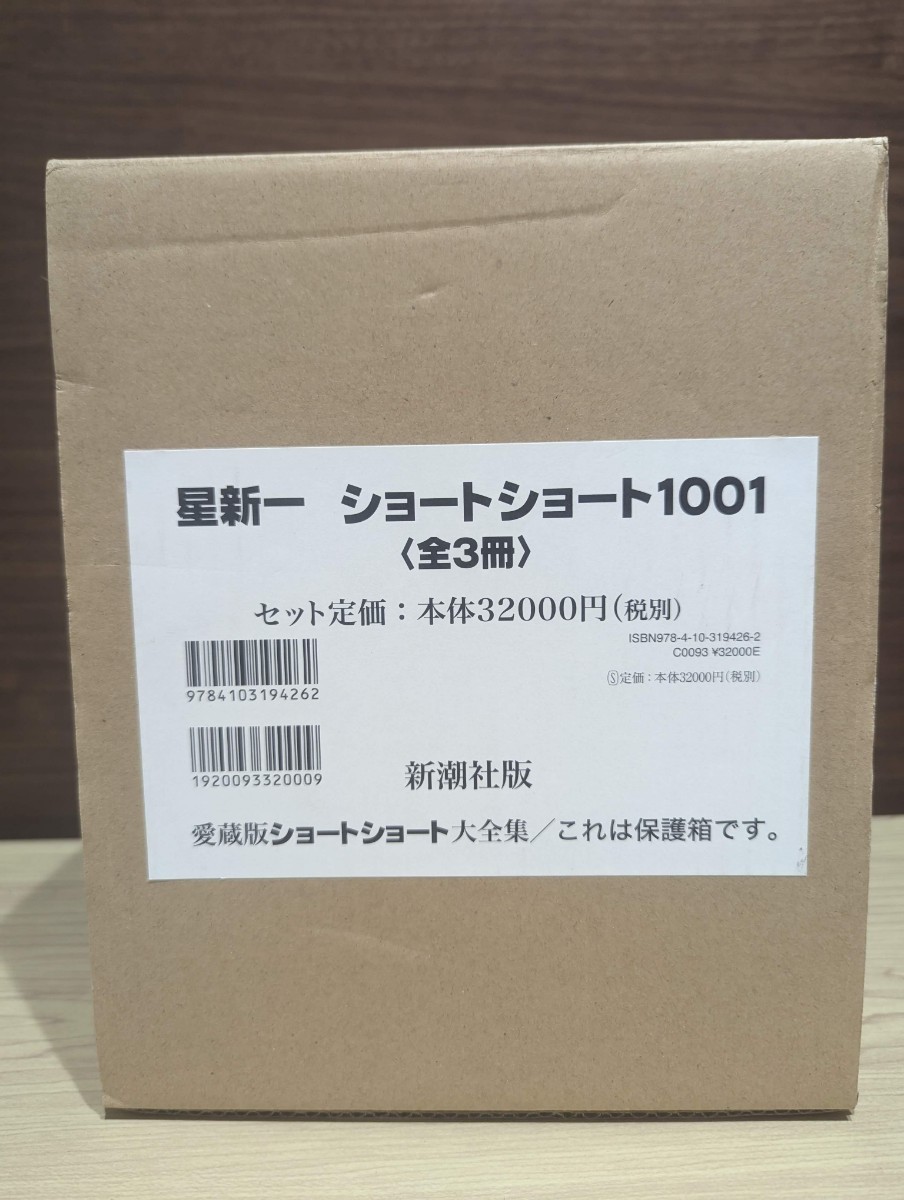 星新一 ショートショート1001
〈全3冊〉
セット定価：本体32000円(税別)
ISBN978-4-10-319426-2
C0093 ¥32000E
Ⓢ定価：本体32000円(税別)
9784103194262
1920093320009
新潮社版
愛蔵版ショートショート大全集／これは保護箱です。